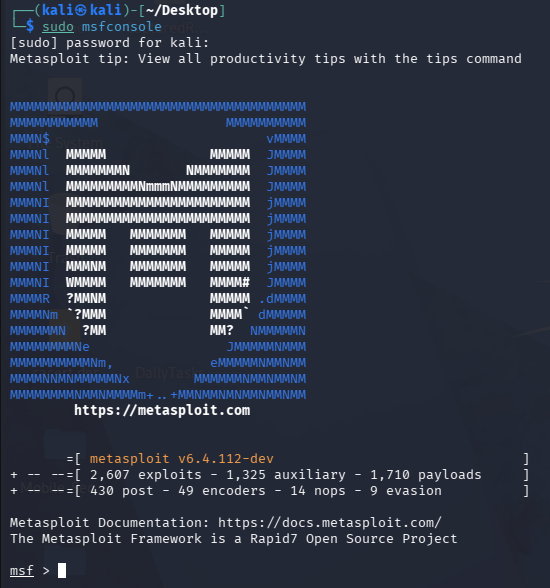 ┌──(kali㉿kali)-[~/Desktop]
└─$ sudo msfconsole
[sudo] password for kali:
Metasploit tip: View all productivity tips with the tips command
MMMMMMMMMMMMMMMMMMMMMMMMMMMMMMMMMMMMM
MMMMMMMMMMM                MMMMMMMMMM
MMMN$                           vMMMM
MMMNl  MMMMM             MMMMM  JMMMM
MMMNl  MMMMMMMN       NMMMMMMM  JMMMM
MMMNl  MMMMMMMMMNmmmNMMMMMMMMM  JMMMM
MMMNI  MMMMMMMMMMMMMMMMMMMMMMM  jMMMM
MMMNI  MMMMMMMMMMMMMMMMMMMMMMM  jMMMM
MMMNI  MMMMM   MMMMMMM   MMMMM  jMMMM
MMMNI  MMMMM   MMMMMMM   MMMMM  jMMMM
MMMNI  MMMNM   MMMMMMM   MMMMM  jMMMM
MMMNI  WMMMM   MMMMMMM   MMMM#  JMMMM
MMMMR  ?MMNM             MMMMM .dMMMM
MMMMNm `?MMM             MMMM` dMMMMM
MMMMMMN  ?MM             MM?  NMMMMMN
MMMMMMMMNe                 JMMMMMNMMM
MMMMMMMMMMNm,            eMMMMMNMMNMM
MMMMNNMNMMMMMNx        MMMMMMNMMNMMNM
MMMMMMMMNMMNMMMMm+..+MMNMMNMNMMNMMNMM
https://metasploit.com
=[ metasploit v6.4.112-dev ]
+ -- --=[ 2,607 exploits - 1,325 auxiliary - 1,710 payloads ]
+ -- --=[ 430 post - 49 encoders - 14 nops - 9 evasion ]
Metasploit Documentation: https://docs.metasploit.com/
The Metasploit Framework is a Rapid7 Open Source Project
msf >